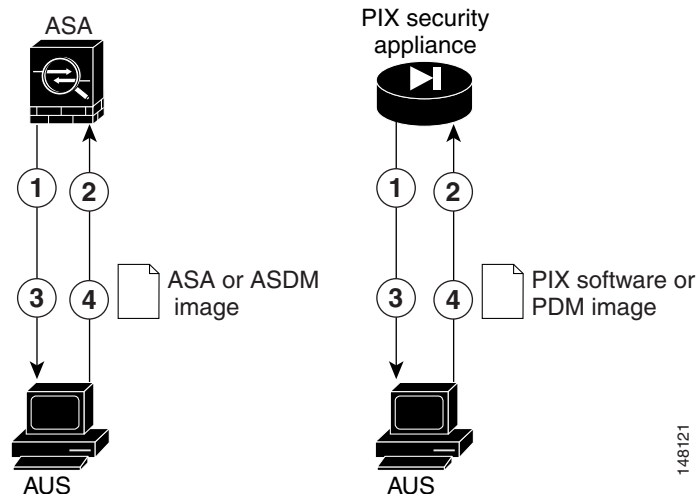 ASA
1
2
3
4
ASA or ASDM
image
AUS
PIX security
appliance
1
2
3
4
PIX software or
PDM image
AUS
148121